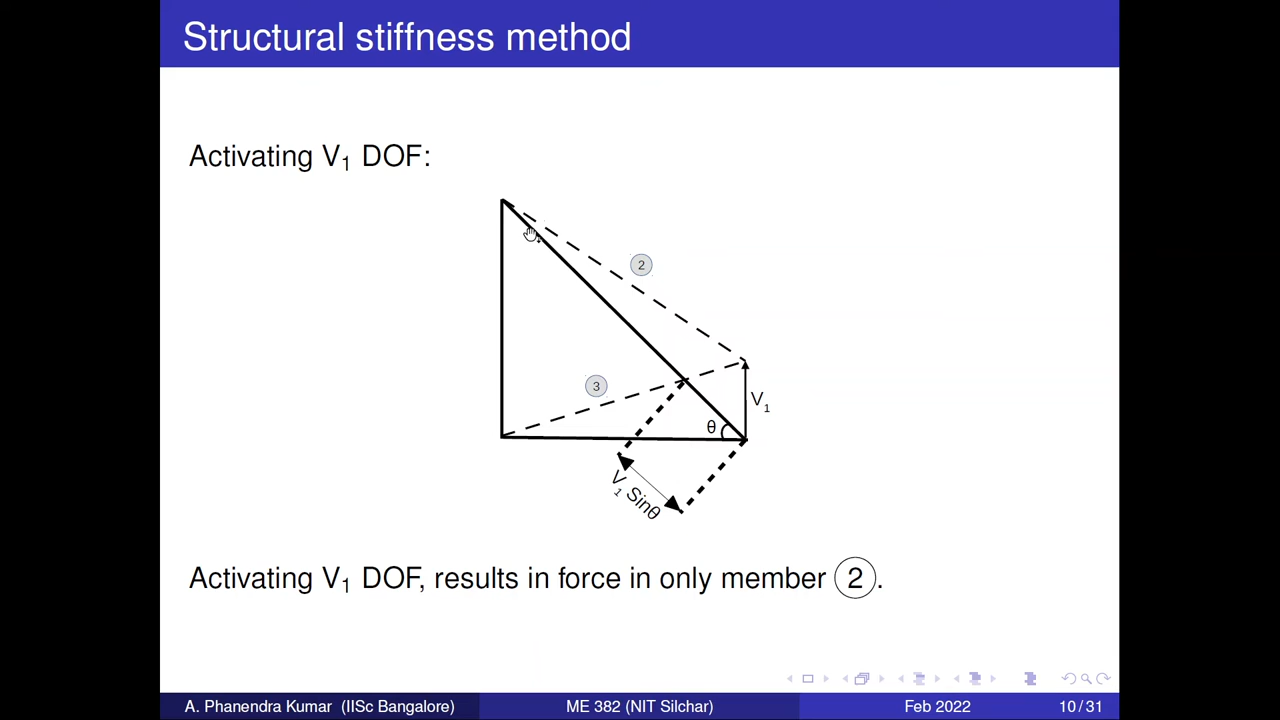 Structural stiffness method
Activating V₁ DOF:
2
3
V₁
θ
V₁ Sinθ
Activating V₁ DOF, results in force in only member ②.
A. Phanendra Kumar (IISc Bangalore)
ME 382 (NIT Silchar)
Feb 2022
10 / 31